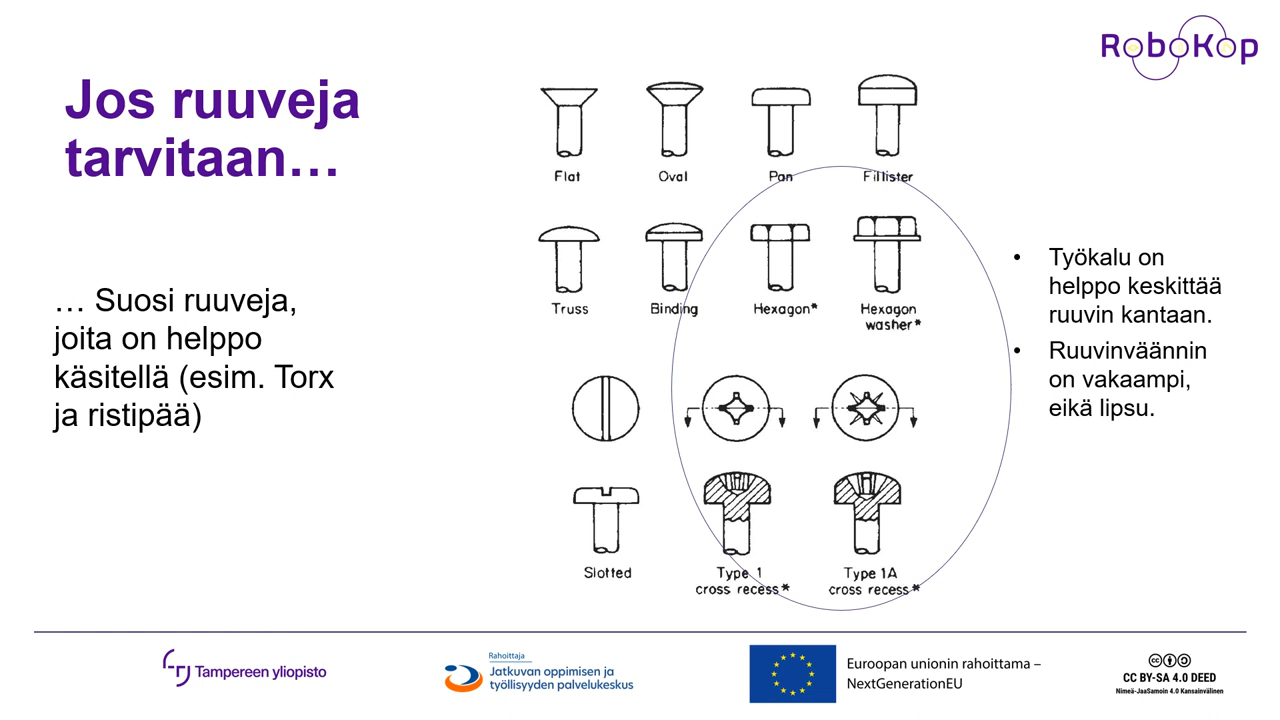 RoboKop
Jos ruuveja
tarvitaan…
… Suosi ruuveja,
joita on helppo
käsitellä (esim. Torx
ja ristipää)
Flat
Oval
Pan
Fillister
Truss
Binding
Hexagon*
Hexagon
washer*
Slotted
Type 1
cross recess*
Type 1A
cross recess*
• Työkalu on
helppo keskittää
ruuvin kantaan.
• Ruuvinväännin
on vakaampi,
eikä lipsu.
Tampereen yliopisto
Rahoittaja
Jatkuvan oppimisen ja
työllisyyden palvelukeskus
Euroopan unionin rahoittama –
NextGenerationEU
CC BY-SA 4.0 DEED
Nimeä-JaaSamoin 4.0 Kansainvälinen